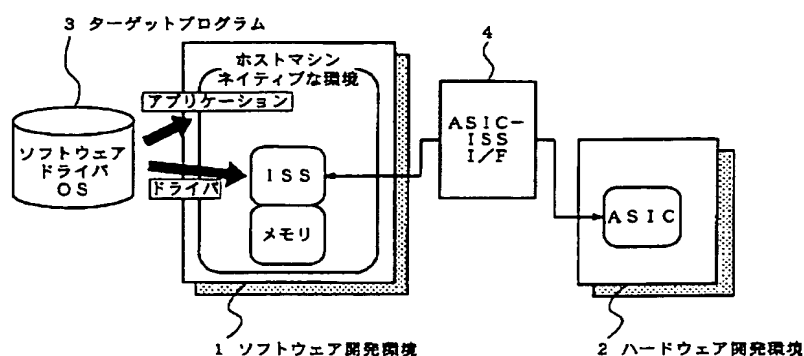 3 ターゲットプログラム
ホストマシン
ネイティブな環境
アプリケーション
ソフトウェア
ドライバ
OS
ドライバ
ISS
メモリ
4
ASIC−
ISS
I/F
ASIC
1 ソフトウェア開発環境
2 ハードウェア開発環境